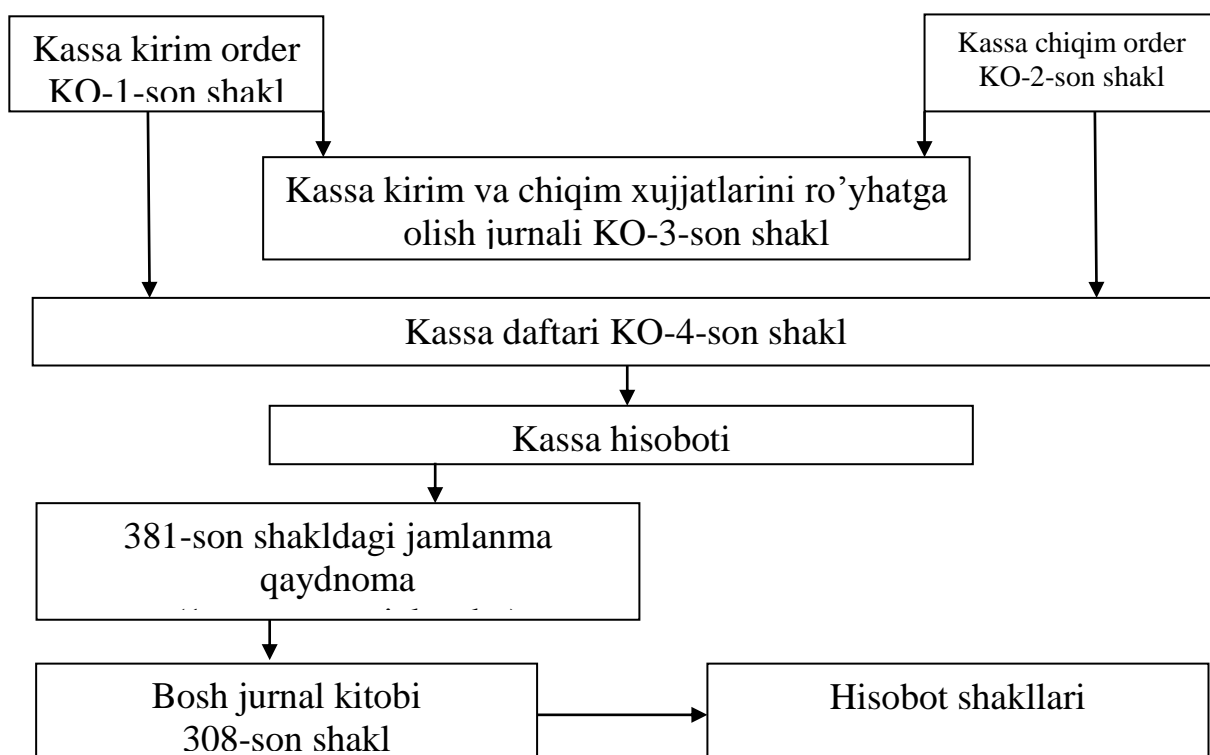 Kassa kirim order
KO-1-son shakl
Kassa chiqim order
KO-2-son shakl
Kassa kirim va chiqim xujjatlarini ro’yhatga
olish jurnali KO-3-son shakl
Kassa daftari KO-4-son shakl
Kassa hisoboti
381-son shakldagi jamlanma
qaydnoma
Bosh jurnal kitobi
308-son shakl
Hisobot shakllari